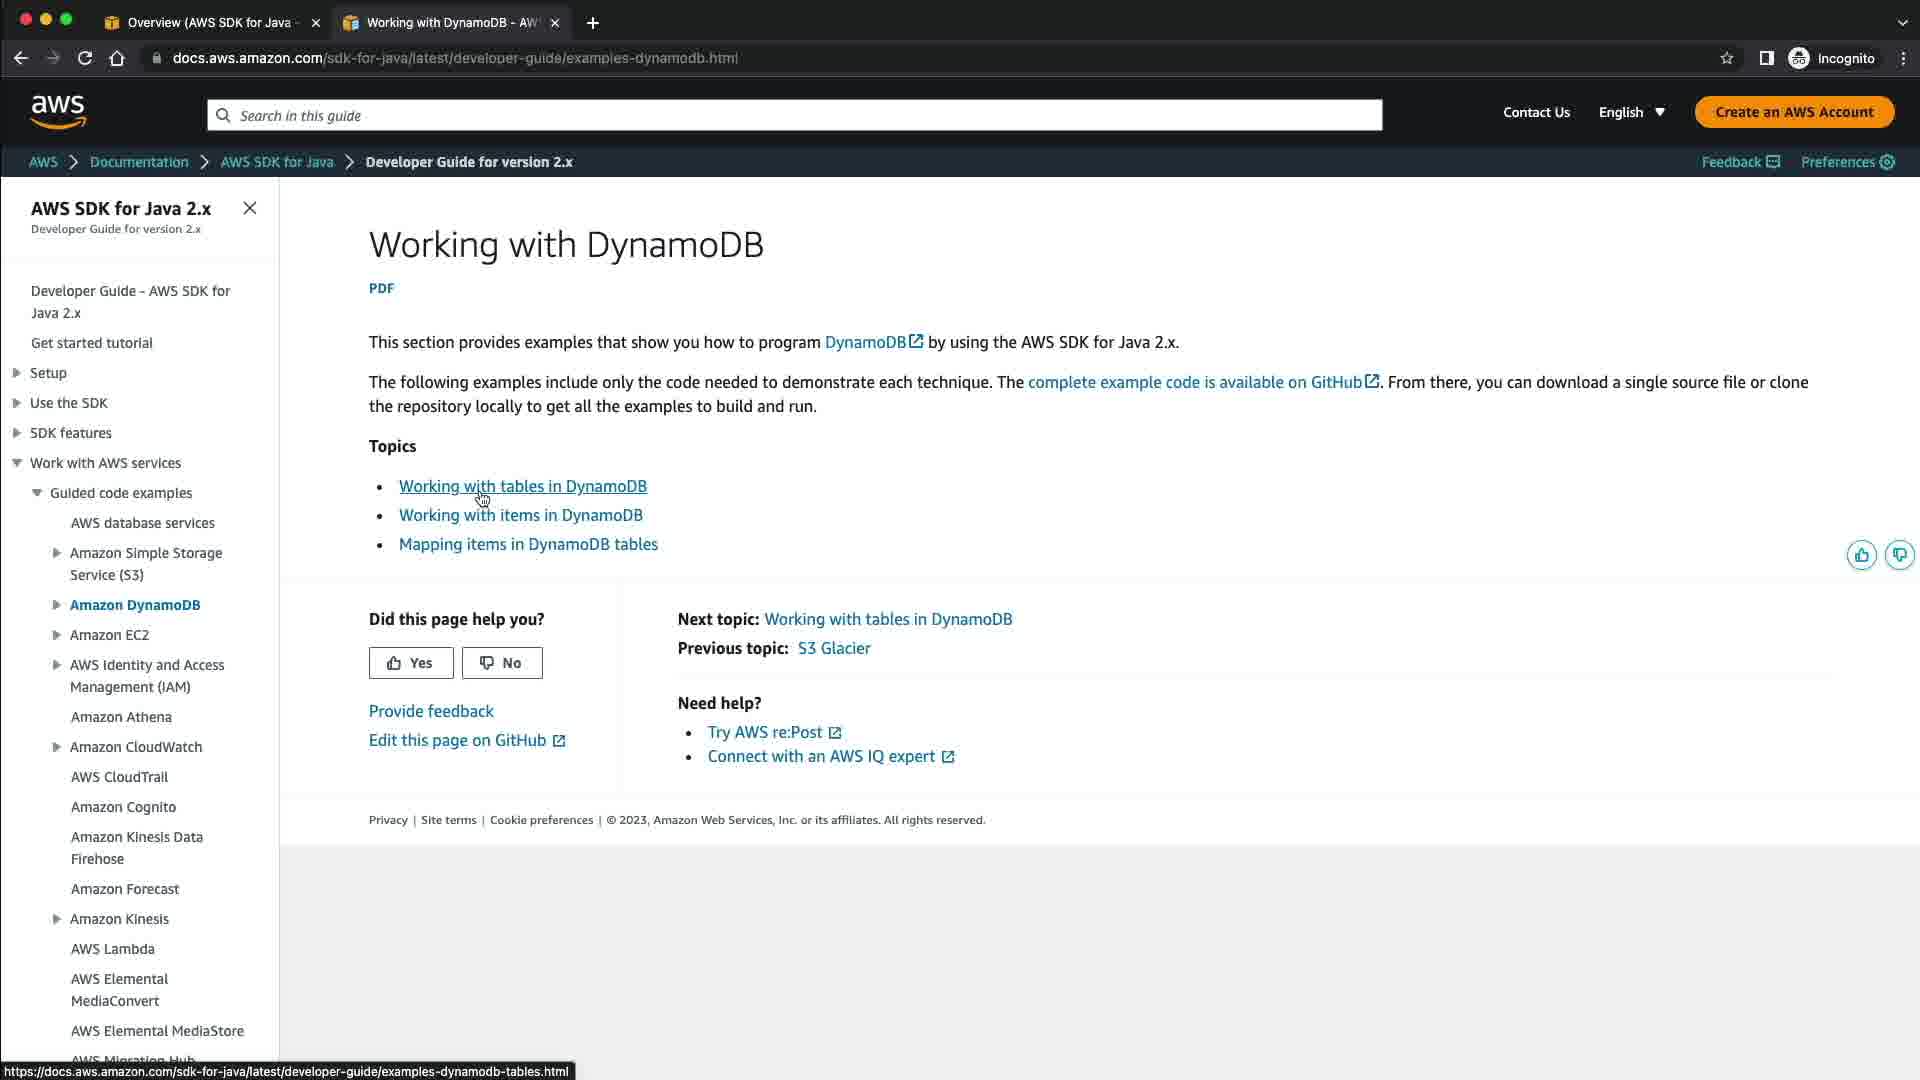 Overview (AWS SDK for Java -
Working with DynamoDB - AW
docs.aws.amazon.com/sdk-for-java/latest/developer-guide/examples-dynamodb.html
Incognito
aws
Search in this guide
Contact Us
English
Create an AWS Account
AWS
Documentation
AWS SDK for Java
Developer Guide for version 2.x
Feedback
Preferences
AWS SDK for Java 2.x
Developer Guide for version 2.x
Developer Guide - AWS SDK for
Java 2.x
Get started tutorial
Setup
Use the SDK
SDK features
Work with AWS services
Guided code examples
AWS database services
Amazon Simple Storage
Service (S3)
Amazon DynamoDB
Amazon EC2
AWS Identity and Access
Management (IAM)
Amazon Athena
Amazon CloudWatch
AWS CloudTrail
Amazon Cognito
Amazon Kinesis Data
Firehose
Amazon Forecast
Amazon Kinesis
AWS Lambda
AWS Elemental
MediaConvert
AWS Elemental MediaStore
AWS Migration Hub
Working with DynamoDB
PDF
This section provides examples that show you how to program DynamoDB by using the AWS SDK for Java 2.x.
The following examples include only the code needed to demonstrate each technique. The complete example code is available on GitHub. From there, you can download a single source file or clone
the repository locally to get all the examples to build and run.
Topics
Working with tables in DynamoDB
Working with items in DynamoDB
Mapping items in DynamoDB tables
Did this page help you?
Yes
No
Provide feedback
Edit this page on GitHub
Next topic: Working with tables in DynamoDB
Previous topic: S3 Glacier
Need help?
Try AWS re:Post
Connect with an AWS IQ expert
Privacy | Site terms | Cookie preferences | © 2023, Amazon Web Services, Inc. or its affiliates. All rights reserved.
https://docs.aws.amazon.com/sdk-for-java/latest/developer-guide/examples-dynamodb-tables.html